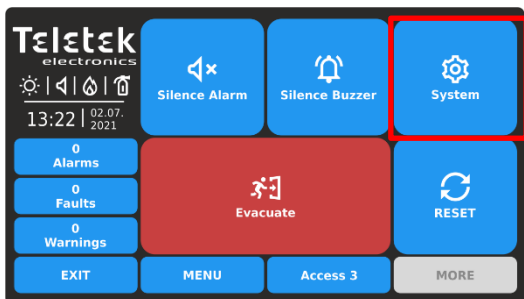 Teletek
electronics
13:22 | 02.07.
2021
Silence Alarm
Silence Buzzer
System
0
Alarms
0
Faults
0
Warnings
Evacuate
RESET
EXIT
MENU
Access 3
MORE